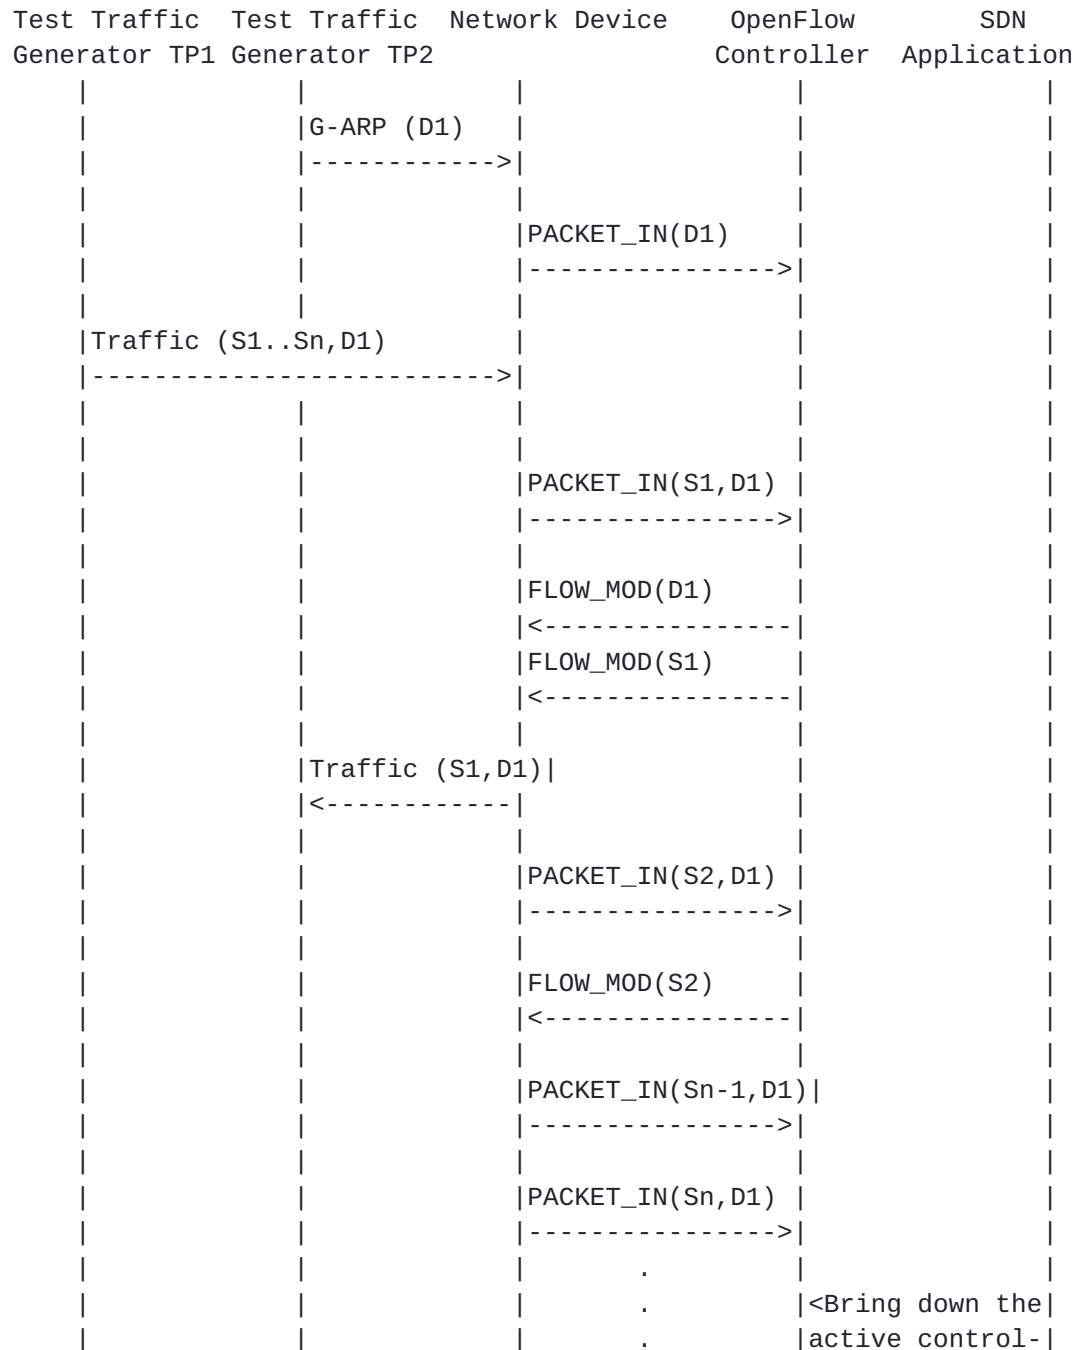 Test Traffic  Test Traffic  Network Device    OpenFlow        SDN
Generator TP1 Generator TP2                  Controller  Application
     |             |             |                 |               |
     |             |G-ARP (D1)   |                 |               |
     |             |------------>|                 |               |
     |             |             |                 |               |
     |             |             |PACKET_IN(D1)    |               |
     |             |             |---------------->|               |
     |             |             |                 |               |
     |Traffic (S1..Sn,D1)        |                 |               |
     |-------------------------->|                 |               |
     |             |             |                 |               |
     |             |             |                 |               |
     |             |             |PACKET_IN(S1,D1) |               |
     |             |             |---------------->|               |
     |             |             |                 |               |
     |             |             |FLOW_MOD(D1)     |               |
     |             |             |<----------------|               |
     |             |             |FLOW_MOD(S1)     |               |
     |             |             |<----------------|               |
     |             |             |                 |               |
     |             |Traffic (S1,D1)|               |               |
     |             |<------------|                 |               |
     |             |             |                 |               |
     |             |             |PACKET_IN(S2,D1) |               |
     |             |             |---------------->|               |
     |             |             |                 |               |
     |             |             |FLOW_MOD(S2)     |               |
     |             |             |<----------------|               |
     |             |             |                 |               |
     |             |             |PACKET_IN(Sn-1,D1)|              |
     |             |             |---------------->|               |
     |             |             |                 |               |
     |             |             |PACKET_IN(Sn,D1) |               |
     |             |             |---------------->|               |
     |             |             |       .         |               |
     |             |             |       .         |<Bring down the|
     |             |             |       .         |active control-|